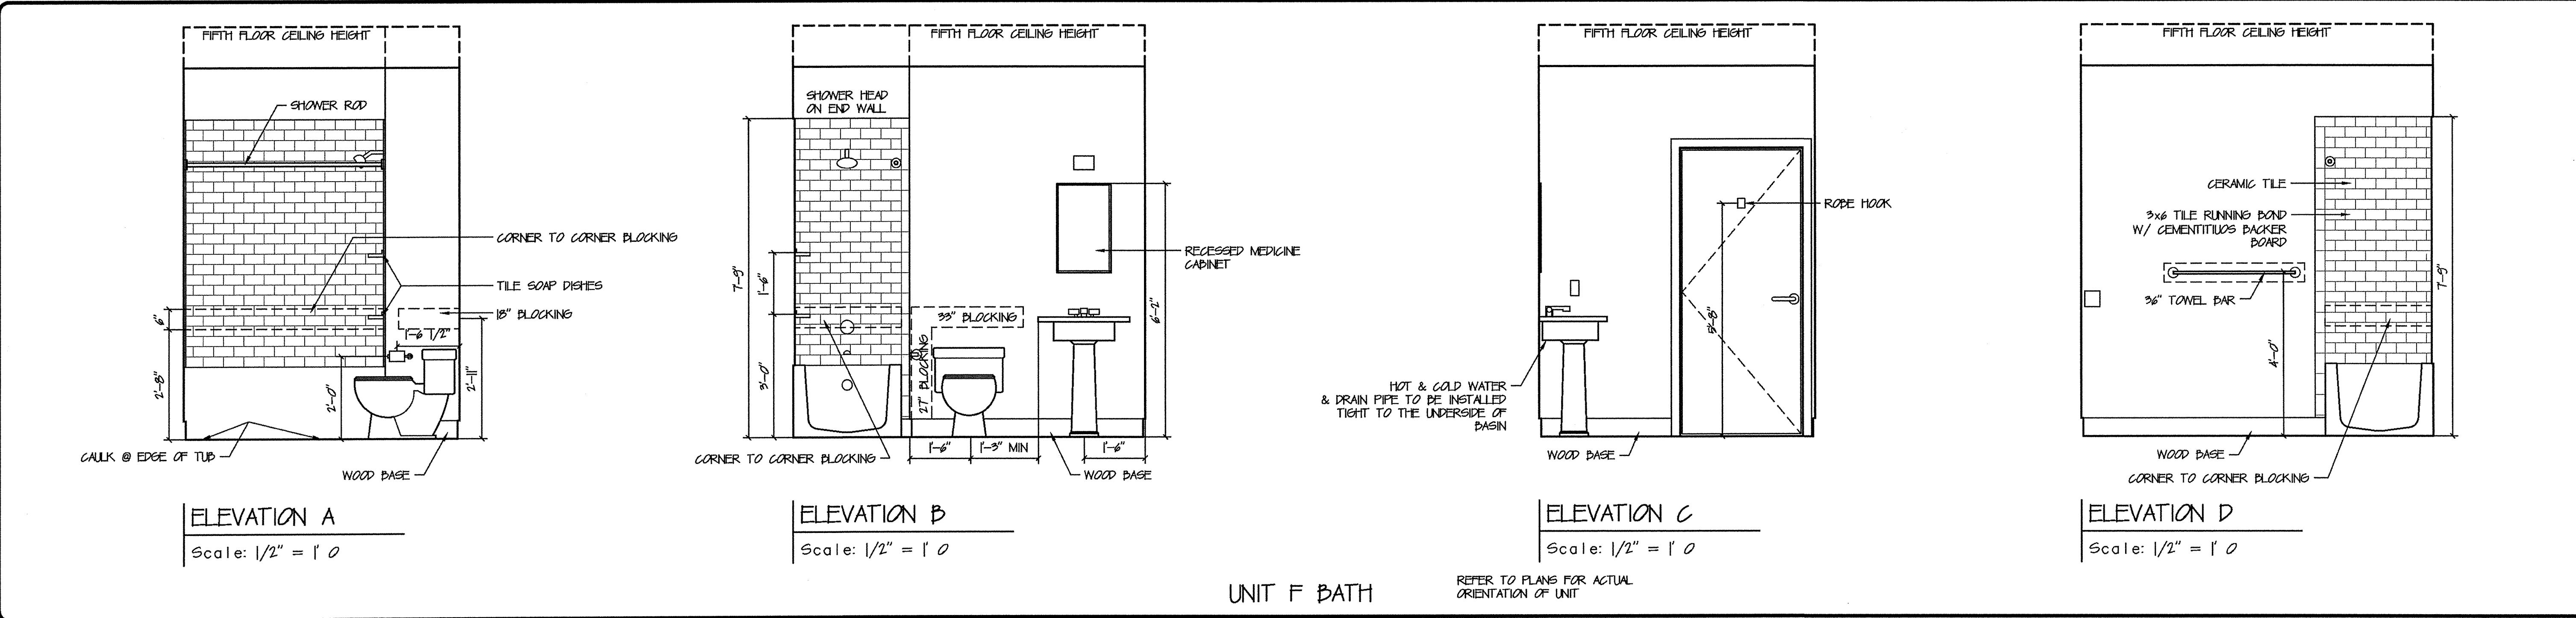 FIFTH FLOOR CEILING HEIGHT
SHOWER ROD
CORNER TO CORNER BLOCKING
TILE SOAP DISHES
18" BLOCKING
1'-6 1/2"
6"
2'-8"
2'-0"
2'-11"
CAULK @ EDGE OF TUB
WOOD BASE
ELEVATION A
Scale: 1/2" = 1' 0
FIFTH FLOOR CEILING HEIGHT
SHOWER HEAD
ON END WALL
7'-9"
1'-6"
3'-0"
33" BLOCKING
27" BLOCKING
RECESSED MEDICINE
CABINET
6'-2"
1'-6"
1'-3" MIN
1'-6"
CORNER TO CORNER BLOCKING
WOOD BASE
ELEVATION B
Scale: 1/2" = 1' 0
FIFTH FLOOR CEILING HEIGHT
ROBE HOOK
5'-8"
HOT & COLD WATER
& DRAIN PIPE TO BE INSTALLED
TIGHT TO THE UNDERSIDE OF
BASIN
WOOD BASE
ELEVATION C
Scale: 1/2" = 1' 0
FIFTH FLOOR CEILING HEIGHT
CERAMIC TILE
3x6 TILE RUNNING BOND
W/ CEMENTITIUOS BACKER
BOARD
36" TOWEL BAR
7'-9"
4'-0"
WOOD BASE
CORNER TO CORNER BLOCKING
ELEVATION D
Scale: 1/2" = 1' 0
UNIT F BATH
REFER TO PLANS FOR ACTUAL
ORIENTATION OF UNIT